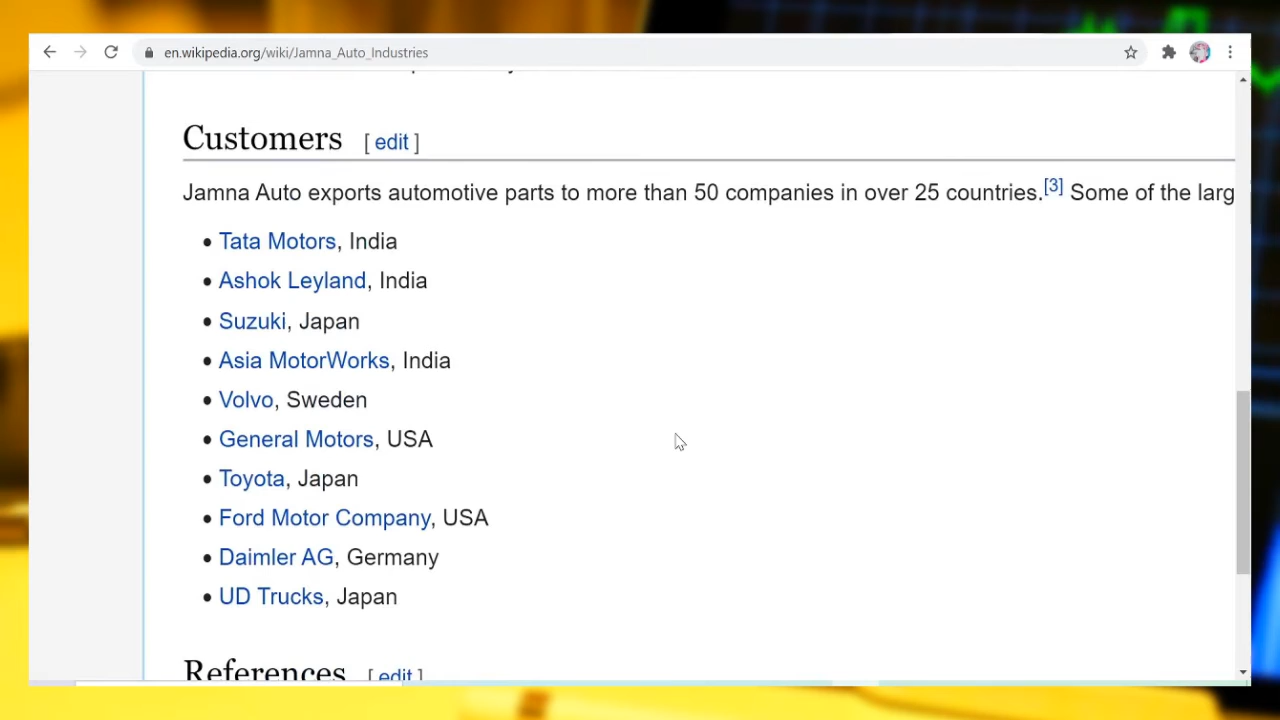 en.wikipedia.org/wiki/Jamna_Auto_Industries
Customers [ edit ]
Jamna Auto exports automotive parts to more than 50 companies in over 25 countries.[3] Some of the larg
• Tata Motors, India
• Ashok Leyland, India
• Suzuki, Japan
• Asia MotorWorks, India
• Volvo, Sweden
• General Motors, USA
• Toyota, Japan
• Ford Motor Company, USA
• Daimler AG, Germany
• UD Trucks, Japan
References [ edit ]